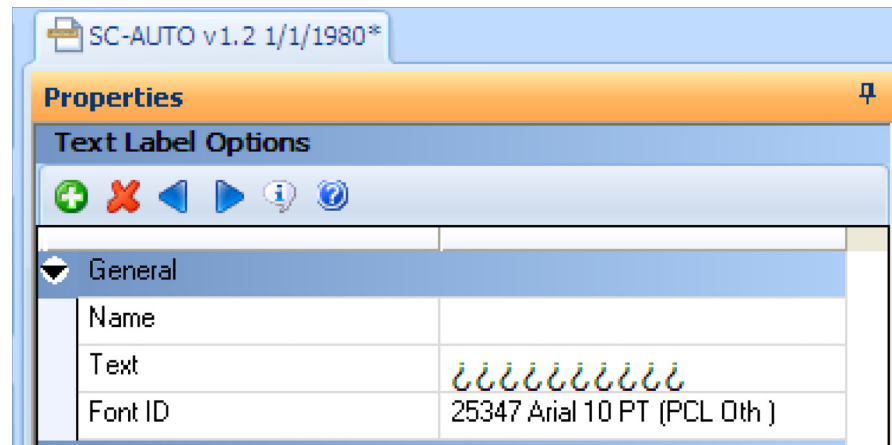 SC-AUTO v1.2 1/1/1980*
Properties
Text Label Options
General
Name
Text ¿¿¿¿¿¿¿¿¿¿
Font ID 25347 Arial 10 PT (PCL Oth )